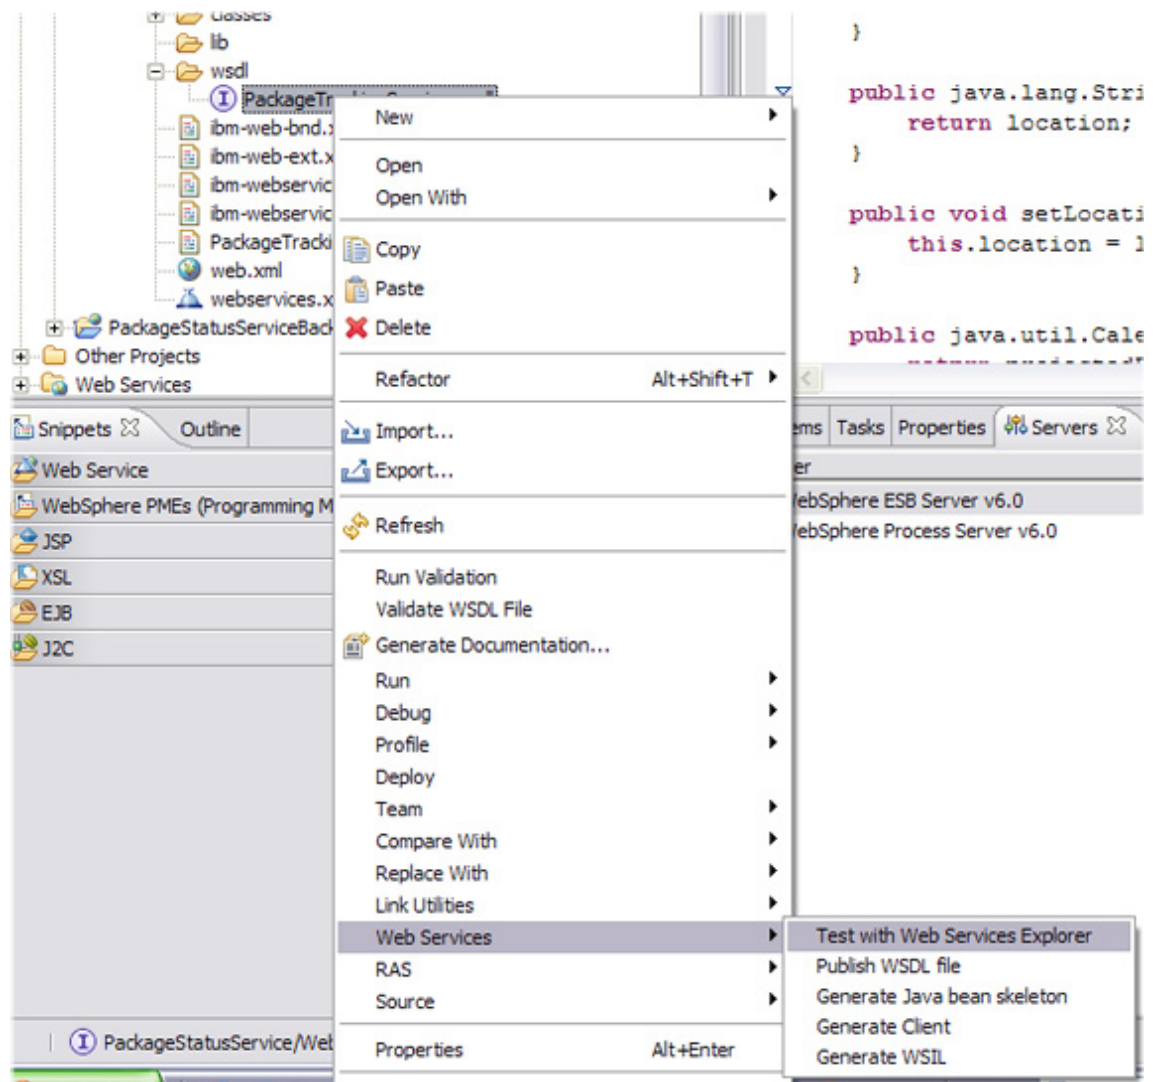 classes
lib
wsdl
PackageTr
ibm-web-bnd.x
ibm-web-ext.x
ibm-webservic
ibm-webservic
PackageTracki
web.xml
webservices.x
PackageStatusServiceBack
Other Projects
Web Services
Snippets
Outline
Web Service
WebSphere PMEs (Programming M
JSP
XSL
EJB
J2C
PackageStatusService/Web
New
Open
Open With
Copy
Paste
Delete
Refactor Alt+Shift+T
Import...
Export...
Refresh
Run Validation
Validate WSDL File
Generate Documentation...
Run
Debug
Profile
Deploy
Team
Compare With
Replace With
Link Utilities
Web Services
RAS
Source
Properties Alt+Enter
Test with Web Services Explorer
Publish WSDL file
Generate Java bean skeleton
Generate Client
Generate WSIL
}
public java.lang.Stri
return location;
}
public void setLocati
this.location = l
}
public java.util.Cale
ems Tasks Properties Servers
er
WebSphere ESB Server v6.0
WebSphere Process Server v6.0